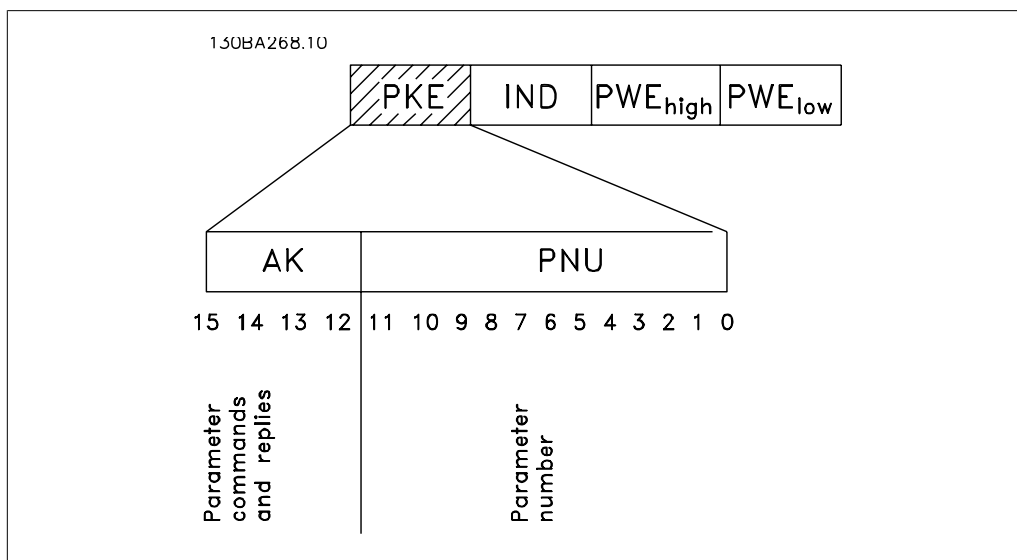 130BA268.10
PKE IND PWEhigh PWElow
AK PNU
15 14 13 12 11 10 9 8 7 6 5 4 3 2 1 0
Parameter
commands
and replies
Parameter
number